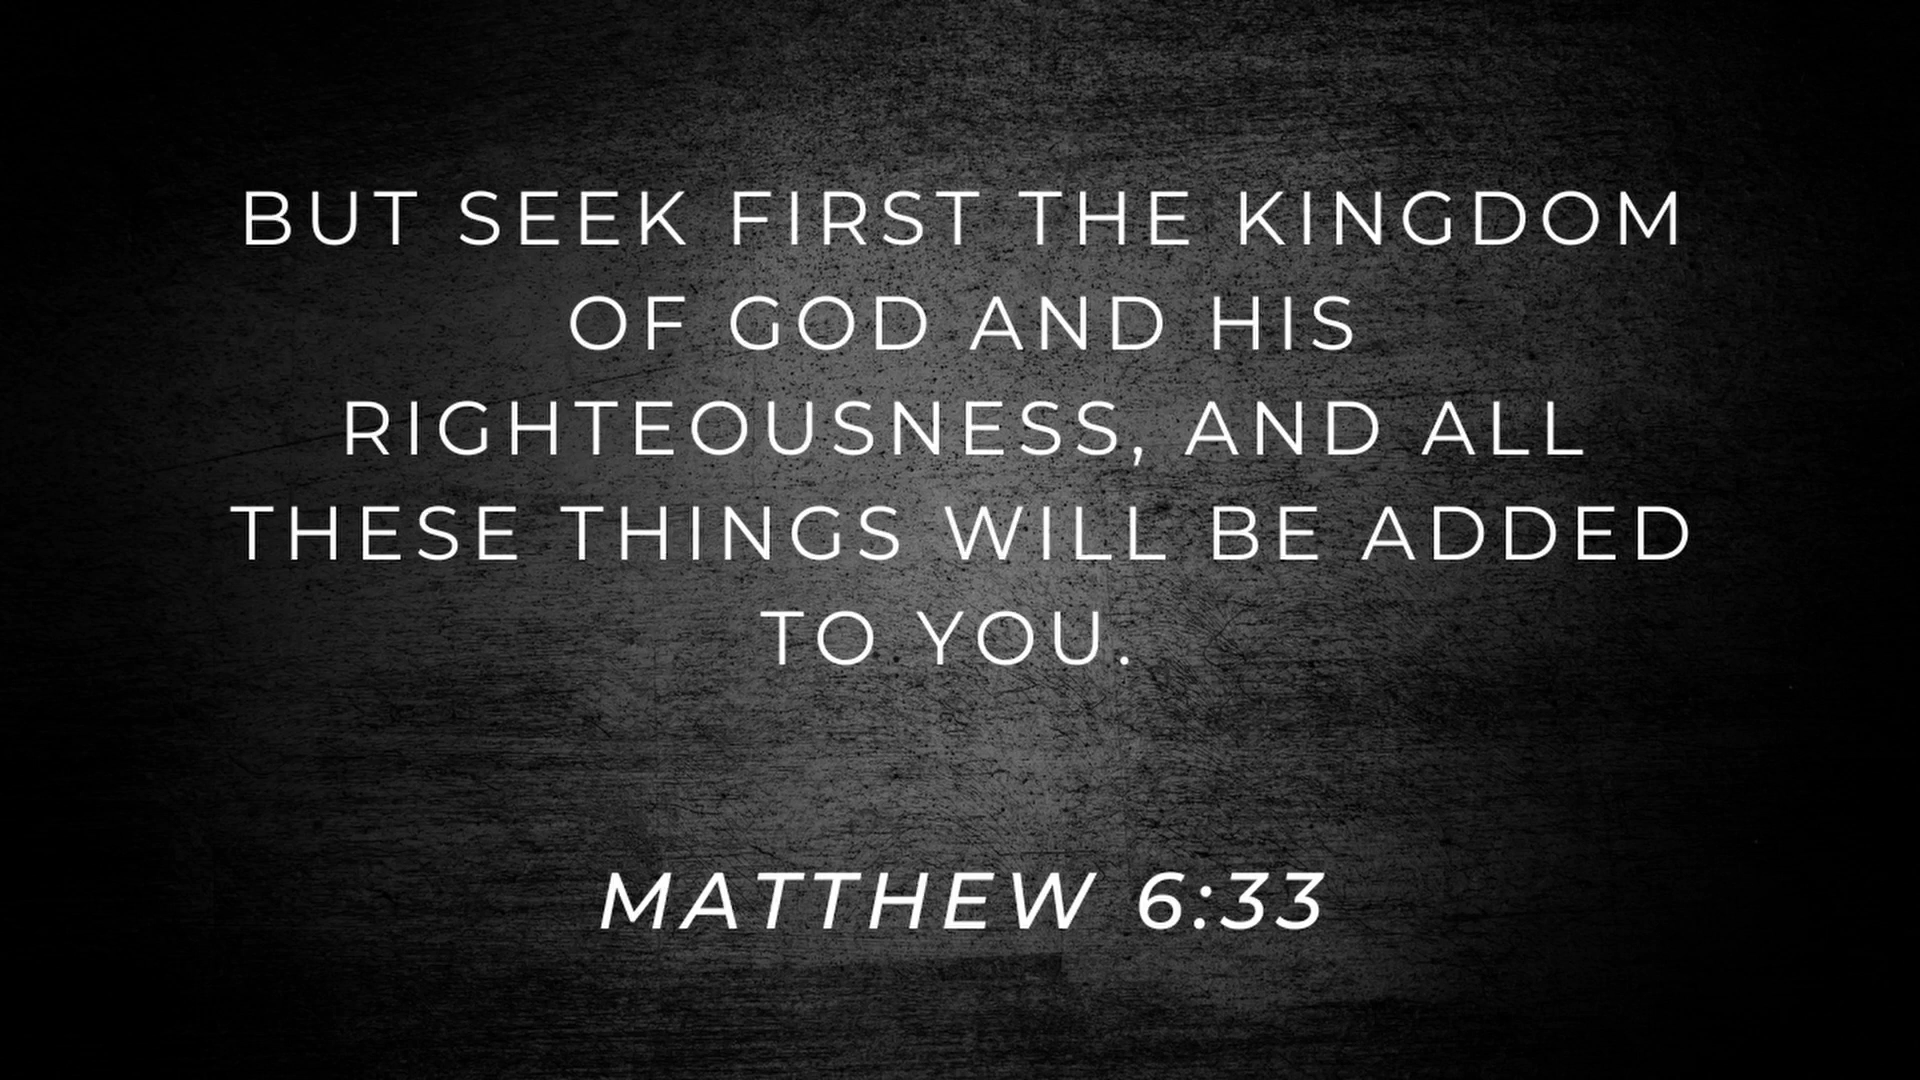 BUT SEEK FIRST THE KINGDOM
OF GOD AND HIS
RIGHTEOUSNESS, AND ALL
THESE THINGS WILL BE ADDED
TO YOU.
MATTHEW 6:33